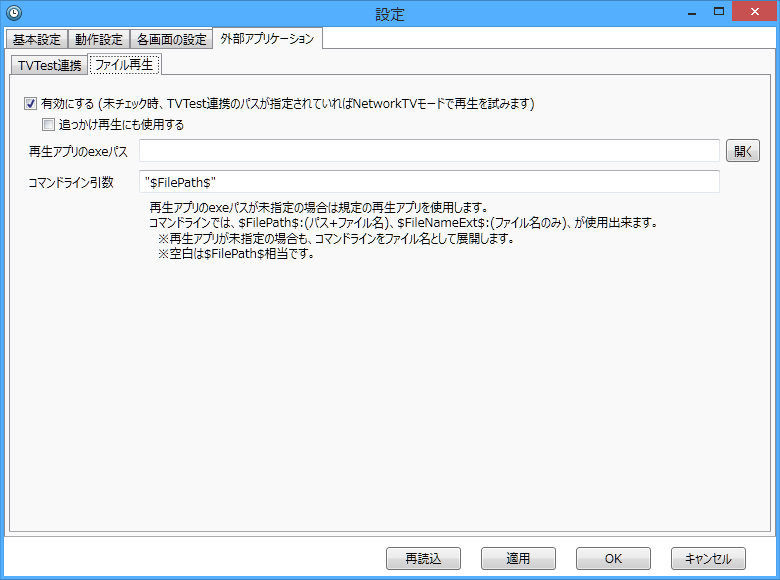 設定
基本設定 動作設定 各画面の設定 外部アプリケーション
TVTest連携 ファイル再生
有効にする (未チェック時、TVTest連携のパスが指定されていればNetworkTVモードで再生を試みます)
追っかけ再生にも使用する
再生アプリのexeパス 開く
コマンドライン引数 "$FilePath$"
再生アプリのexeパスが未指定の場合は規定の再生アプリを使用します。
コマンドラインでは、$FilePath$:(パス+ファイル名)、$FileNameExt$:(ファイル名のみ)、が使用出来ます。
※再生アプリが未指定の場合も、コマンドラインをファイル名として展開します。
※空白は$FilePath$相当です。
再読込 適用 OK キャンセル